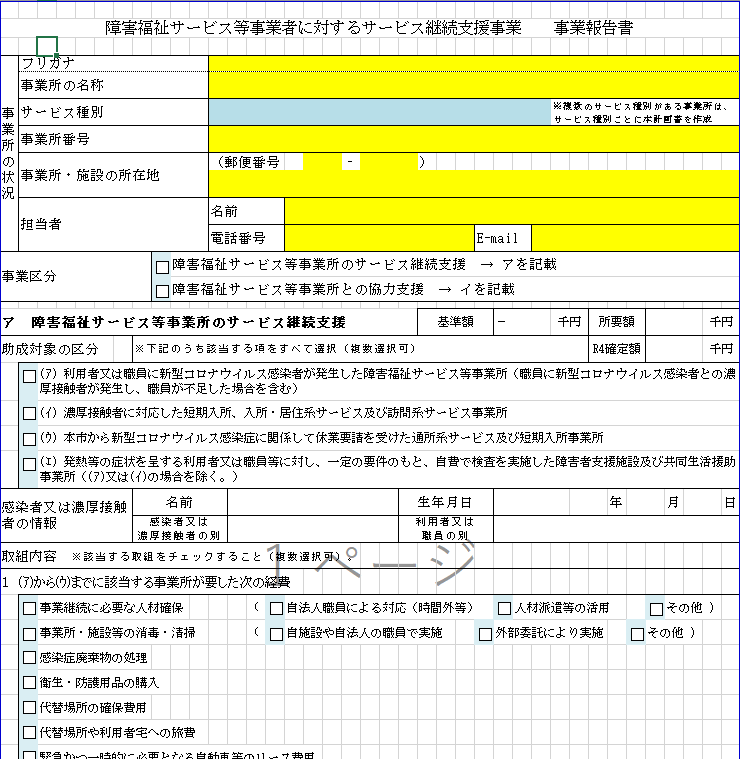 障害福祉サービス等事業者に対するサービス継続支援事業　　事業報告書
フリガナ
事業所の名称
事業所の状況
サービス種別
※複数のサービス種別がある事業所は、
サービス種別ごとに本計画書を作成
事業所番号
事業所・施設の所在地
（郵便番号　　　－　　　）
担当者
名前
電話番号
E-mail
事業区分
障害福祉サービス等事業所のサービス継続支援　→ アを記載
障害福祉サービス等事業所との協力支援　→ イを記載
ア　障害福祉サービス等事業所のサービス継続支援
基準額
－　千円
所要額
千円
助成対象の区分
※下記のうち該当する項をすべて選択（複数選択可）
R4確定額
千円
(ｱ) 利用者又は職員に新型コロナウイルス感染者が発生した障害福祉サービス等事業所（職員に新型コロナウイルス感染者との濃
厚接触者が発生し、職員が不足した場合を含む）
(ｲ) 濃厚接触者に対応した短期入所、入所・居住系サービス及び訪問系サービス事業所
(ｳ) 本市から新型コロナウイルス感染症に関係して休業要請を受けた通所系サービス及び短期入所事業所
(ｴ) 発熱等の症状を呈する利用者又は職員等に対し、一定の要件のもと、自費で検査を実施した障害者支援施設及び共同生活援助
事業所（(ｱ)又は(ｲ)の場合を除く。）
感染者又は濃厚接触
者の情報
名前
生年月日
年　月　日
感染者又は
濃厚接触者の別
利用者又は
職員の別
取組内容　※該当する取組をチェックすること（複数選択可）。
1 ページ
1 (ｱ)から(ｳ)までに該当する事業所が要した次の経費
事業継続に必要な人材確保　（　自法人職員による対応（時間外等）　人材派遣等の活用　その他 ）
事業所・施設等の消毒・清掃　（　自施設や自法人の職員で実施　外部委託により実施　その他 ）
感染症廃棄物の処理
衛生・防護用品の購入
代替場所の確保費用
代替場所や利用者宅への旅費
緊急かつ一時的に必要となる自動車等のリース費用